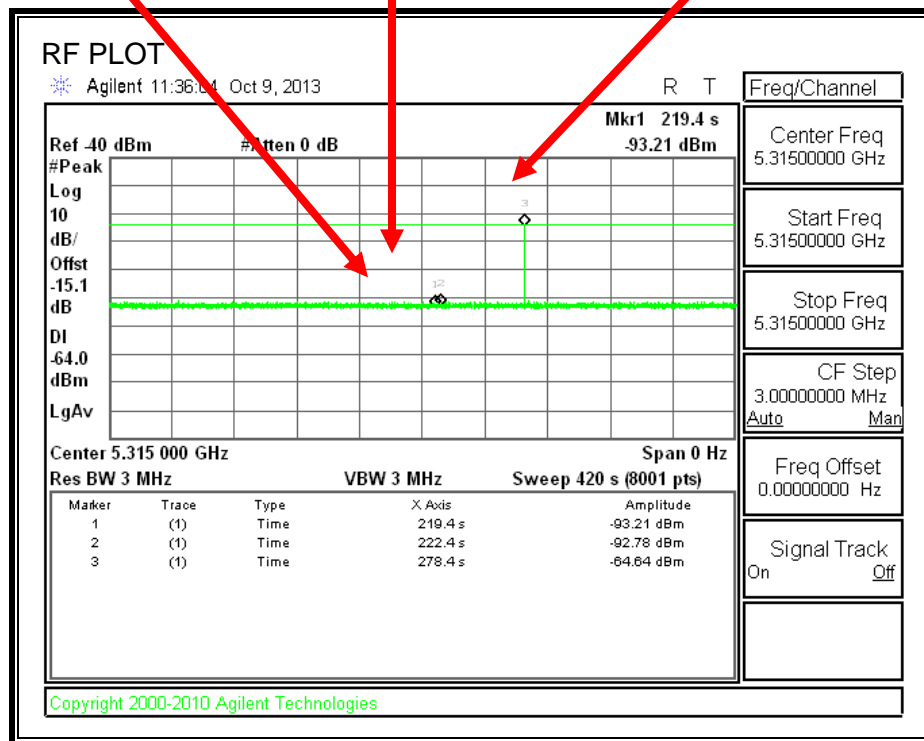 RF PLOT
Agilent 11:36:04 Oct 9, 2013 R T
Mkr1 219.4 s
Ref -40 dBm #Atten 0 dB -93.21 dBm
#Peak
Log
10
dB/
Offst
-15.1
dB
DI
-64.0
dBm
LgAv
3
1 2
Center 5.315 000 GHz Span 0 Hz
Res BW 3 MHz VBW 3 MHz Sweep 420 s (8001 pts)
Marker Trace Type X Axis Amplitude
1 (1) Time 219.4 s -93.21 dBm
2 (1) Time 222.4 s -92.78 dBm
3 (1) Time 278.4 s -64.64 dBm
Freq/Channel
Center Freq
5.31500000 GHz
Start Freq
5.31500000 GHz
Stop Freq
5.31500000 GHz
CF Step
3.00000000 MHz
Auto Man
Freq Offset
0.00000000 Hz
Signal Track
On Off
Copyright 2000-2010 Agilent Technologies